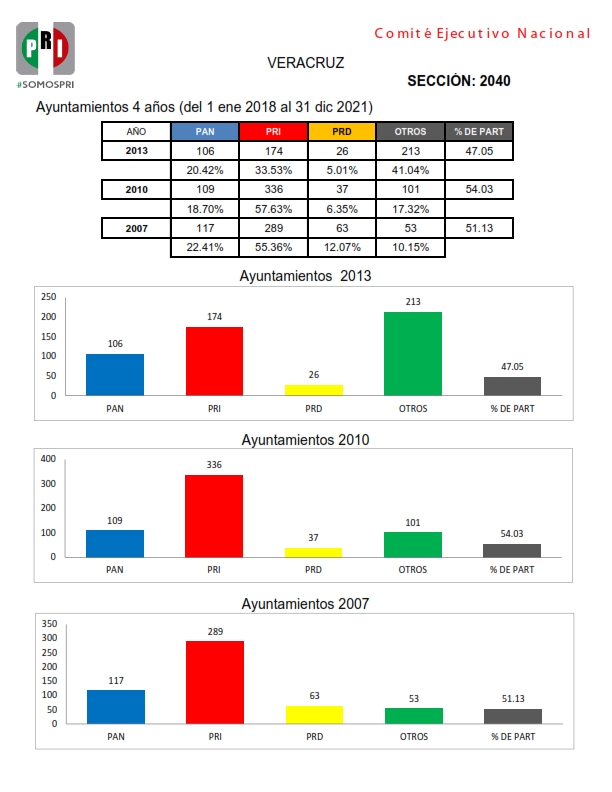 Comité Ejecutivo Nacional
PRI
#SOMOSPRI
VERACRUZ
SECCIÓN: 2040
Ayuntamientos 4 años (del 1 ene 2018 al 31 dic 2021)
AÑO PAN PRI PRD OTROS % DE PART
2013 106 174 26 213 47.05
20.42% 33.53% 5.01% 41.04%
2010 109 336 37 101 54.03
18.70% 57.63% 6.35% 17.32%
2007 117 289 63 53 51.13
22.41% 55.36% 12.07% 10.15%
Ayuntamientos 2013
250
200
150
100
50
0
106 174 26 213 47.05
PAN PRI PRD OTROS % DE PART
Ayuntamientos 2010
400
300
200
100
0
109 336 37 101 54.03
PAN PRI PRD OTROS % DE PART
Ayuntamientos 2007
350
300
250
200
150
100
50
0
117 289 63 53 51.13
PAN PRI PRD OTROS % DE PART